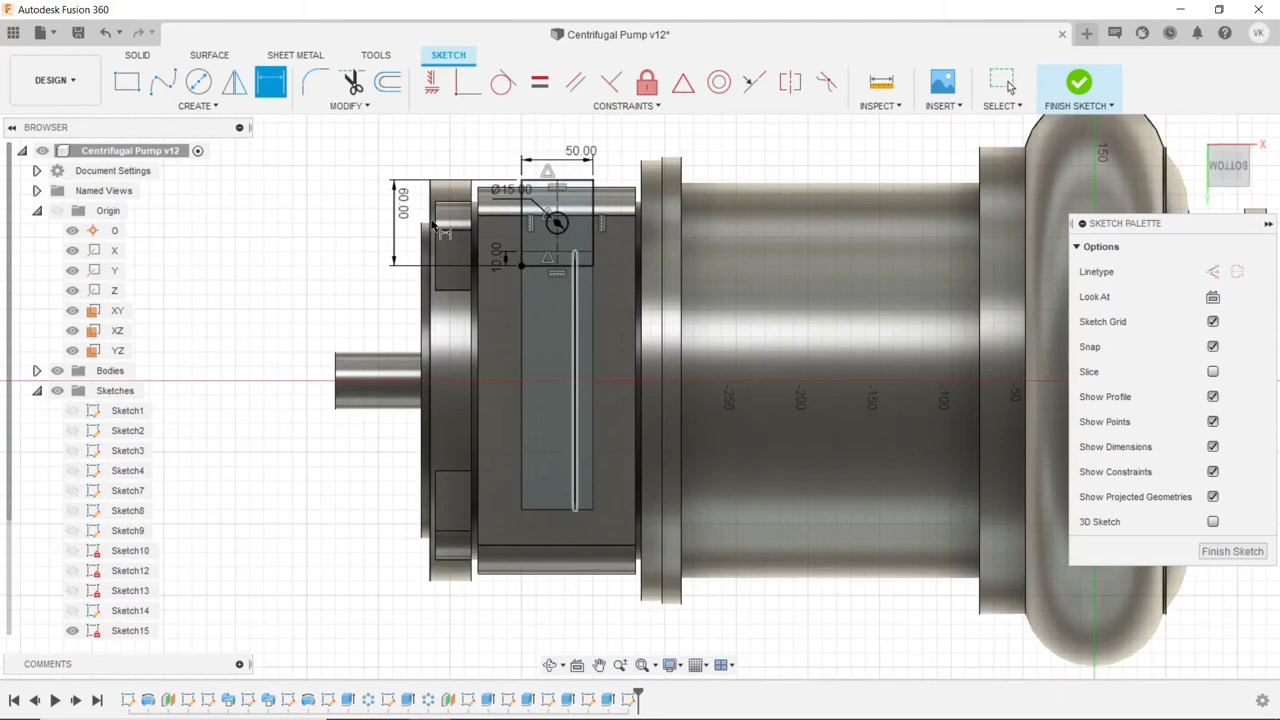 Autodesk Fusion 360
Centrifugal Pump v12*
VK
DESIGN
SOLID
SURFACE
SHEET METAL
TOOLS
SKETCH
CREATE
MODIFY
CONSTRAINTS
INSPECT
INSERT
SELECT
FINISH SKETCH
BROWSER
Centrifugal Pump v12
Document Settings
Named Views
Origin
O
X
Y
Z
XY
XZ
YZ
Bodies
Sketches
Sketch1
Sketch2
Sketch3
Sketch4
Sketch7
Sketch8
Sketch9
Sketch10
Sketch12
Sketch13
Sketch14
Sketch15
COMMENTS
50.00
Ø15.00
60.00
10.00
-250
-200
-150
-100
-50
150
X
Y
BOTTOM
SKETCH PALETTE
Options
Linetype
Look At
Sketch Grid
Snap
Slice
Show Profile
Show Points
Show Dimensions
Show Constraints
Show Projected Geometries
3D Sketch
Finish Sketch